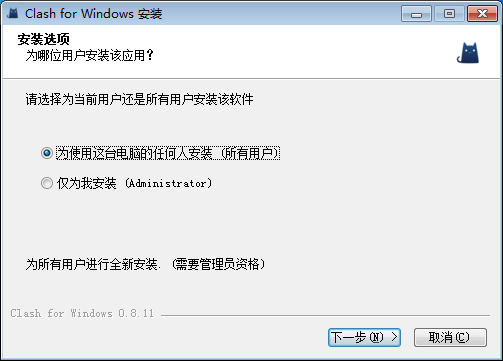 Clash for Windows 安装
安装选项
为哪位用户安装该应用？
请选择为当前用户还是所有用户安装该软件
为使用这台电脑的任何人安装 (所有用户)
仅为我安装 (Administrator)
为所有用户进行全新安装. (需要管理员资格)
Clash for Windows 0.8.11
下一步(N) >
取消(C)